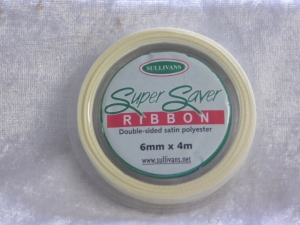 SULLIVANS
Super Saver
RIBBON
Double-sided satin polyester
6mm x 4m
www.sullivans.net